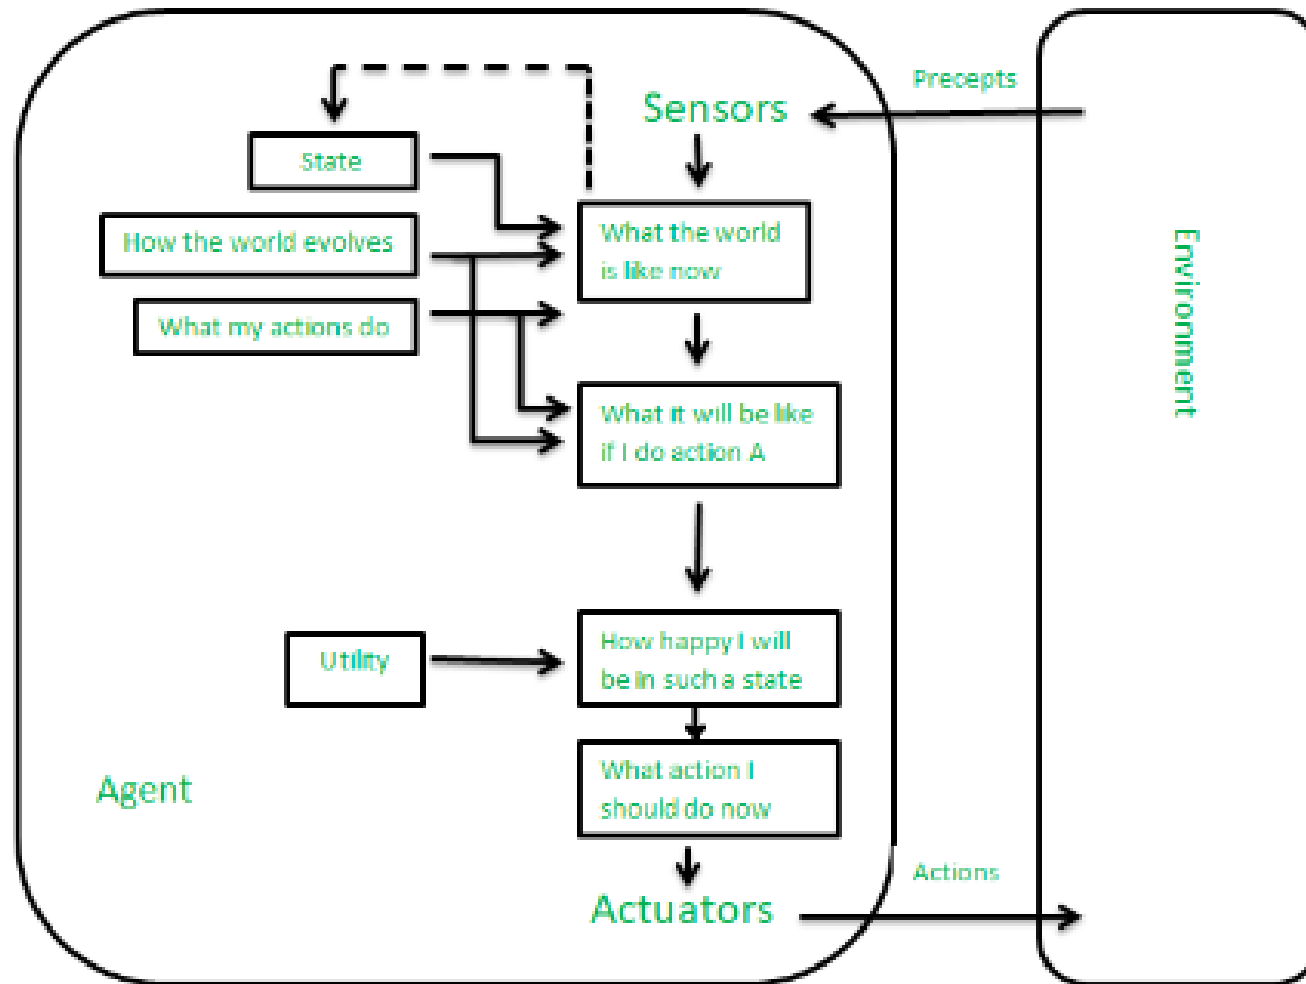 Precepts
Sensors
State
How the world evolves
What the world
is like now
What my actions do
What it will be like
if I do action A
Environment
Utility
How happy I will
be in such a state
What action I
should do now
Agent
Actions
Actuators